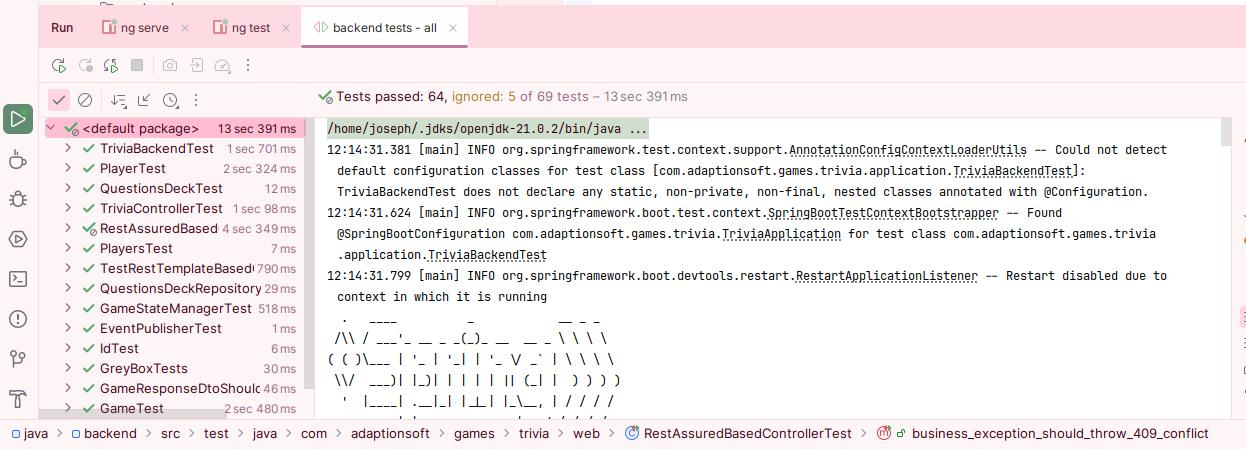 Run ng serve ng test backend tests - all
Tests passed: 64, ignored: 5 of 69 tests – 13 sec 391 ms
<default package> 13 sec 391 ms
TriviaBackendTest 1 sec 701 ms
PlayerTest 2 sec 324 ms
QuestionsDeckTest 12 ms
TriviaControllerTest 1 sec 98 ms
RestAssuredBased 4 sec 349 ms
PlayersTest 7 ms
TestRestTemplateBased 790 ms
QuestionsDeckRepository 29 ms
GameStateManagerTest 518 ms
EventPublisherTest 1 ms
IdTest 6 ms
GreyBoxTests 30 ms
GameResponseDtoShould 46 ms
GameTest 2 sec 480 ms
/home/joseph/.jdks/openjdk-21.0.2/bin/java ...
12:14:31.381 [main] INFO org.springframework.test.context.support.AnnotationConfigContextLoaderUtils -- Could not detect
default configuration classes for test class [com.adaptionsoft.games.trivia.application.TriviaBackendTest]:
TriviaBackendTest does not declare any static, non-private, non-final, nested classes annotated with @Configuration.
12:14:31.624 [main] INFO org.springframework.boot.test.context.SpringBootTestContextBootstrapper -- Found
@SpringBootConfiguration com.adaptionsoft.games.trivia.TriviaApplication for test class com.adaptionsoft.games.trivia
.application.TriviaBackendTest
12:14:31.799 [main] INFO org.springframework.boot.devtools.restart.RestartApplicationListener -- Restart disabled due to
context in which it is running
java > backend > src > test > java > com > adaptionsoft > games > trivia > web > RestAssuredBasedControllerTest > business_exception_should_throw_409_conflict